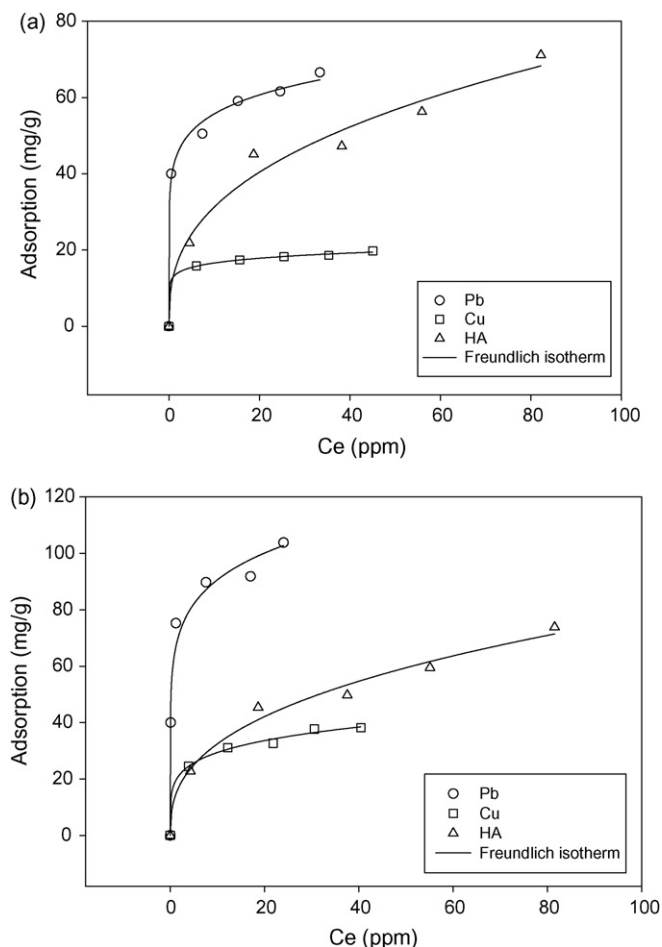 (a)
80
60
40
20
0
Adsorption (mg/g)
Pb
Cu
HA
Freundlich isotherm
0 20 40 60 80 100
Ce (ppm)
(b)
120
100
80
60
40
20
0
Adsorption (mg/g)
Pb
Cu
HA
Freundlich isotherm
0 20 40 60 80 100
Ce (ppm)